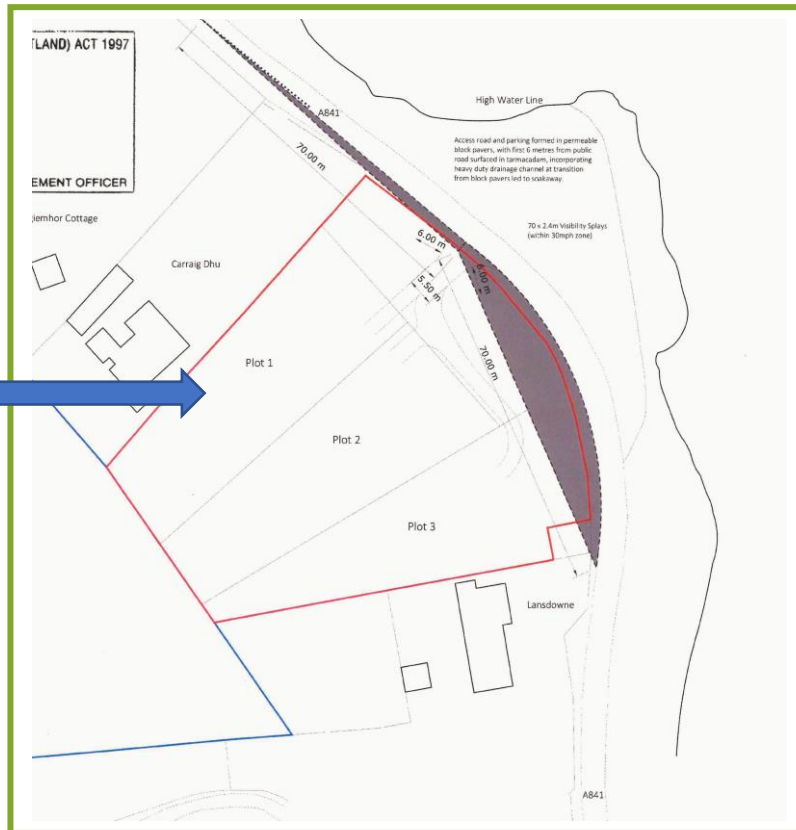 TLAND) ACT 1997
EMENT OFFICER
giemhor Cottage
Carraig Dhu
A841
High Water Line
Access road and parking formed in permeable
block pavers, with first 6 metres from public
road surfaced in tarmacadam, incorporating
heavy duty drainage channel at transition
from block pavers led to soakaway.
70 x 2.4m Visibility Splays
(within 30mph zone)
70.00 m
6.00 m
6.00 m
5.50 m
70.00 m
Plot 1
Plot 2
Plot 3
Lansdowne
A841